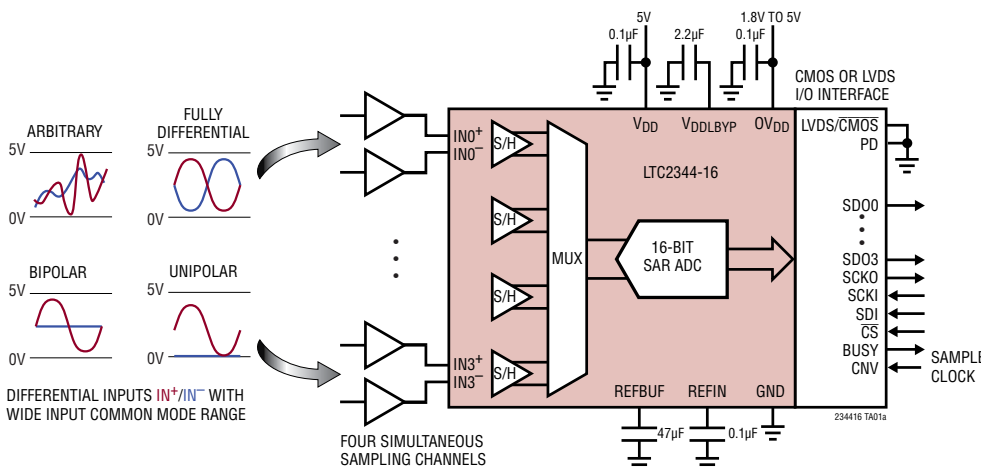 5V
1.8V TO 5V
0.1µF
2.2µF
0.1µF
CMOS OR LVDS
I/O INTERFACE
ARBITRARY
FULLY
DIFFERENTIAL
5V
0V
5V
0V
BIPOLAR
UNIPOLAR
5V
0V
5V
0V
DIFFERENTIAL INPUTS IN+/IN− WITH
WIDE INPUT COMMON MODE RANGE
IN0+
IN0−
S/H
S/H
S/H
S/H
IN3+
IN3−
MUX
VDD
VDDLBYP
OVDD
LTC2344-16
16-BIT
SAR ADC
REFBUF
REFIN
GND
47µF
0.1µF
FOUR SIMULTANEOUS
SAMPLING CHANNELS
LVDS/CMOS
PD
SDO0
SDO3
SCKO
SCKI
SDI
CS
BUSY
CNV
SAMPLE
CLOCK
234416 TA01a